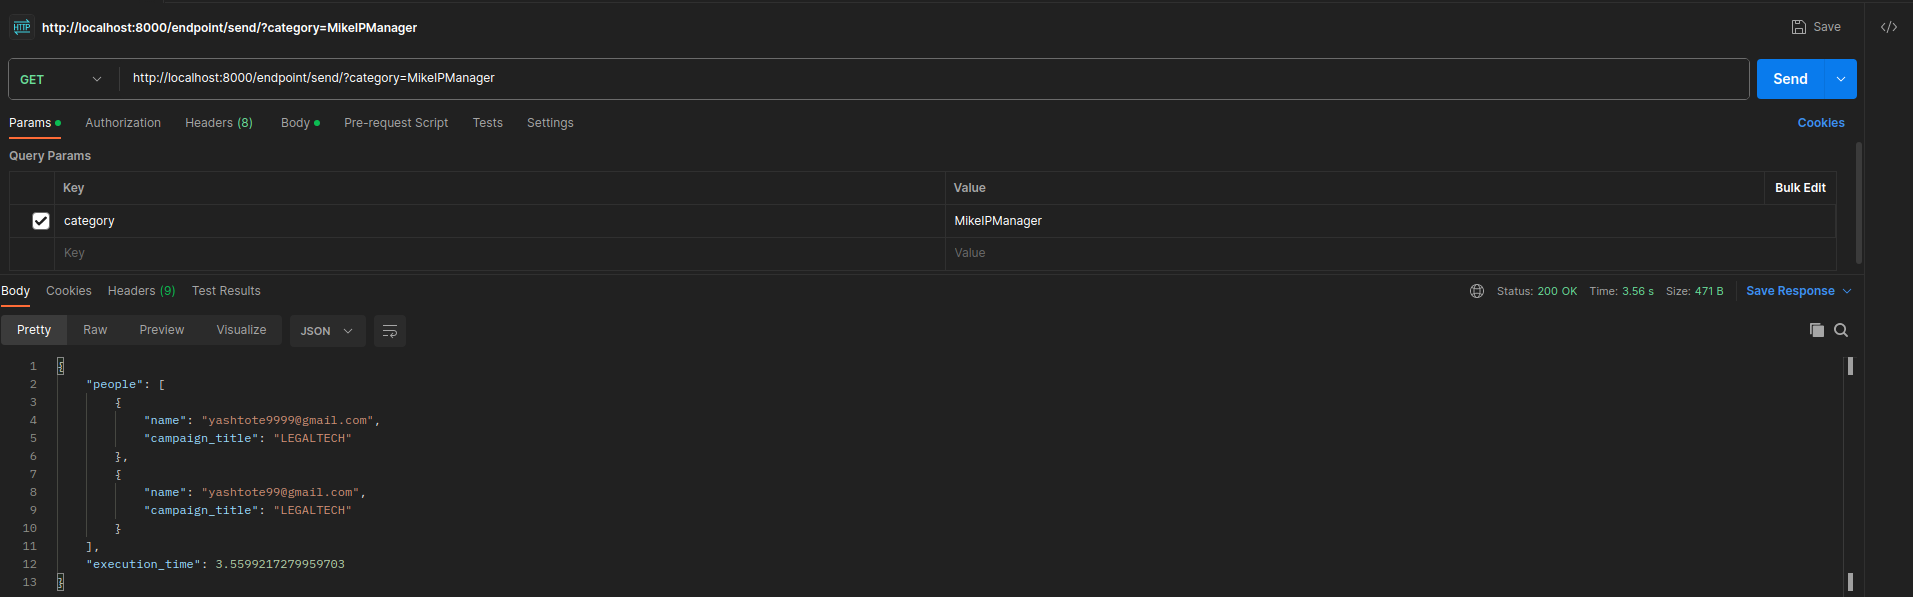 HTTP http://localhost:8000/endpoint/send/?category=MikeIPManager Save
GET http://localhost:8000/endpoint/send/?category=MikeIPManager Send
Params Authorization Headers (8) Body Pre-request Script Tests Settings Cookies
Query Params
Key Value Bulk Edit
category MikeIPManager
Key Value
Body Cookies Headers (9) Test Results Status: 200 OK Time: 3.56 s Size: 471 B Save Response
Pretty Raw Preview Visualize JSON
1 {
2 "people": [
3 {
4 "name": "yashtote9999@gmail.com",
5 "campaign_title": "LEGALTECH"
6 },
7 {
8 "name": "yashtote99@gmail.com",
9 "campaign_title": "LEGALTECH"
10 }
11 ],
12 "execution_time": 3.5599217279959703
13 }